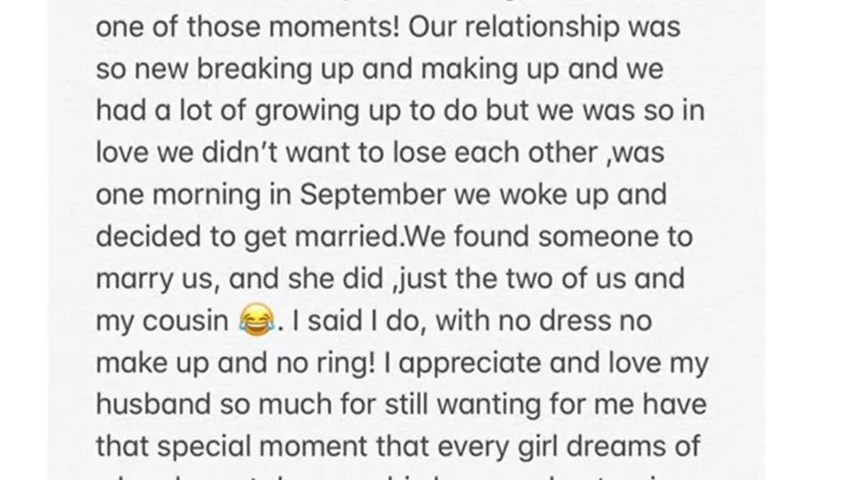 one of those moments! Our relationship was
so new breaking up and making up and we
had a lot of growing up to do but we was so in
love we didn’t want to lose each other ,was
one morning in September we woke up and
decided to get married.We found someone to
marry us, and she did ,just the two of us and
my cousin 😂. I said I do, with no dress no
make up and no ring! I appreciate and love my
husband so much for still wanting for me have
that special moment that every girl dreams of